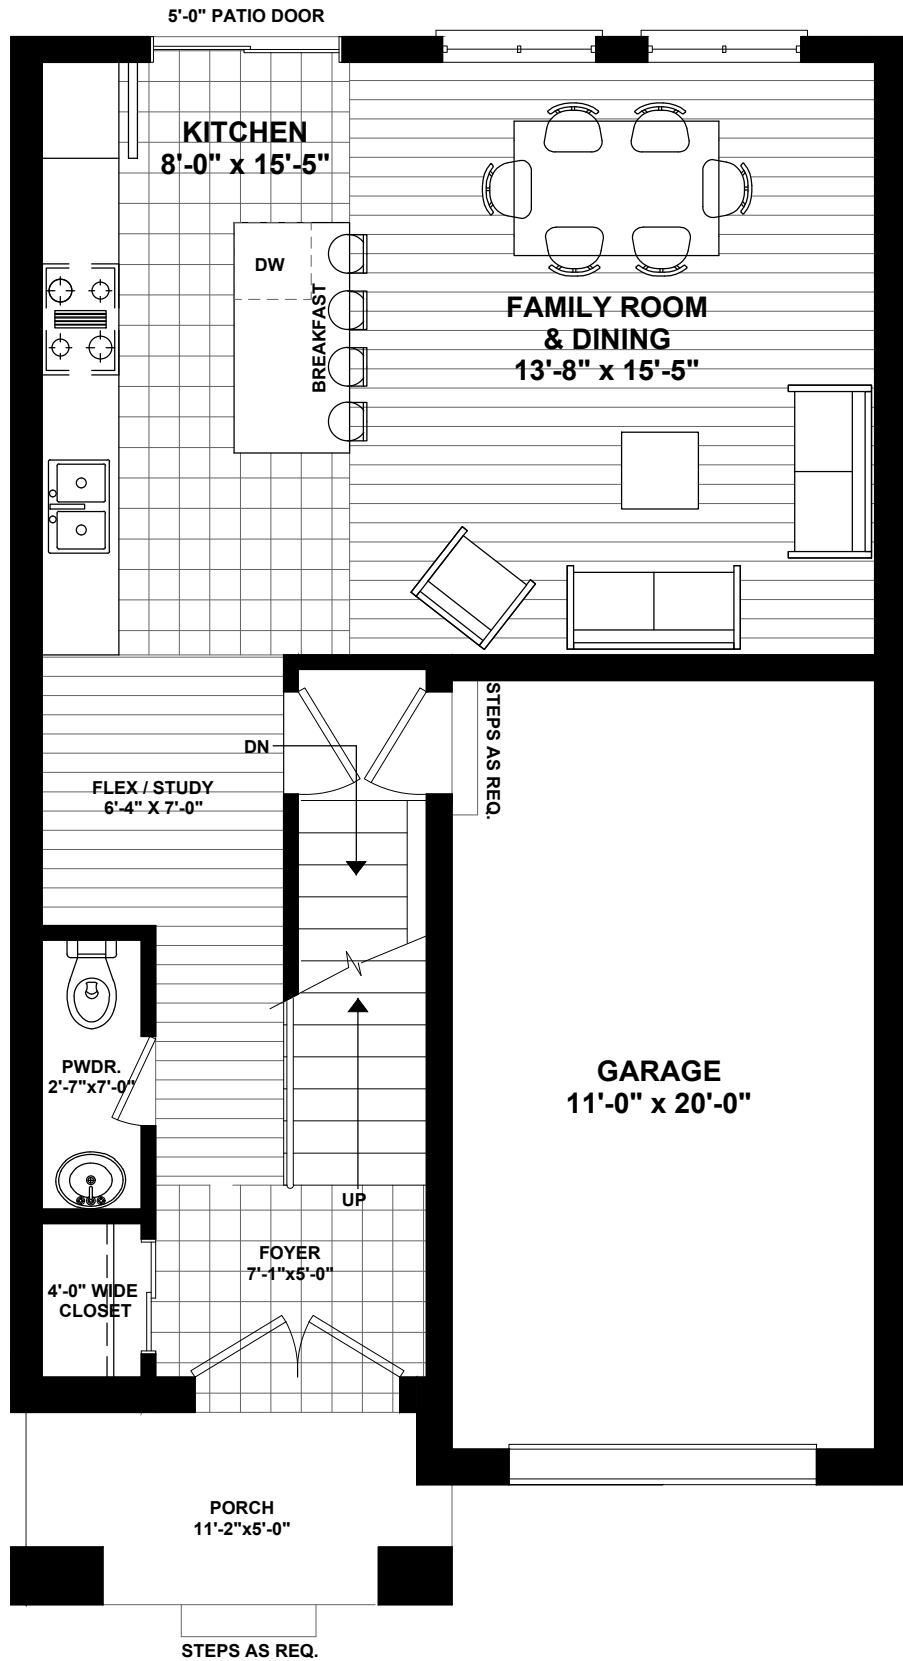 5'-0" PATIO DOOR
KITCHEN
8'-0" x 15'-5"
DW
BREAKFAST
FAMILY ROOM
& DINING
13'-8" x 15'-5"
STEPS AS REQ.
DN
FLEX / STUDY
6'-4" X 7'-0"
PWDR.
2'-7"x7'-0"
GARAGE
11'-0" x 20'-0"
UP
FOYER
7'-1"x5'-0"
4'-0" WIDE
CLOSET
PORCH
11'-2"x5'-0"
STEPS AS REQ.